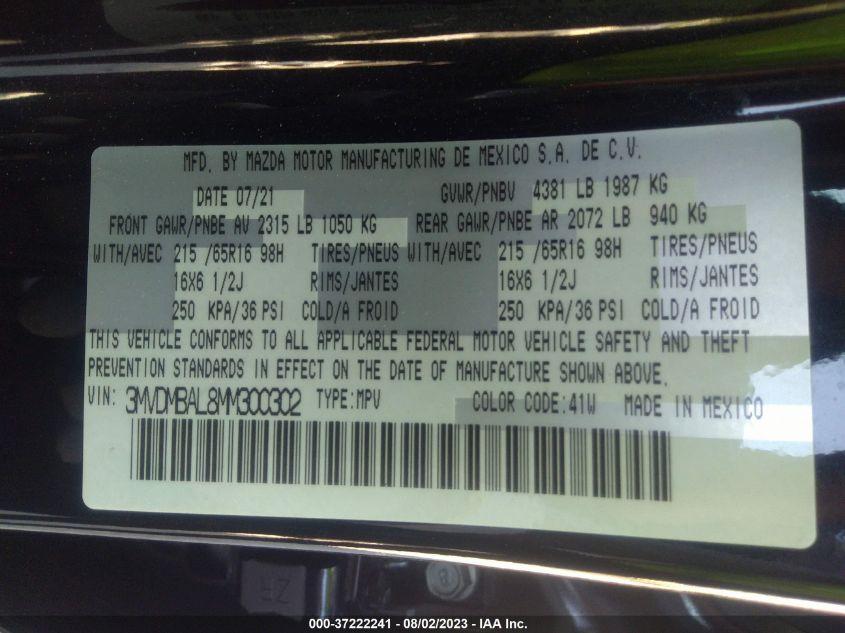 MFD. BY MAZDA MOTOR MANUFACTURING DE MEXICO S.A. DE C.V.
DATE 07/21 GVWR/PNBV 4381 LB 1987 KG
FRONT GAWR/PNBE AV 2315 LB 1050 KG REAR GAWR/PNBE AR 2072 LB 940 KG
WITH/AVEC 215 /65R16 98H TIRES/PNEUS WITH/AVEC 215 /65R16 98H TIRES/PNEUS
16X6 1/2J RIMS/JANTES 16X6 1/2J RIMS/JANTES
250 KPA/36 PSI COLD/A FROID 250 KPA/36 PSI COLD/A FROID
THIS VEHICLE CONFORMS TO ALL APPLICABLE FEDERAL MOTOR VEHICLE SAFETY AND THEFT
PREVENTION STANDARDS IN EFFECT ON THE DATE OF MANUFACTURE SHOWN ABOVE.
VIN: 3MVDMBAL8MM300302 TYPE:MPV COLOR CODE:41W MADE IN MEXICO
ZR
000-37222241 - 08/02/2023 - IAA Inc.